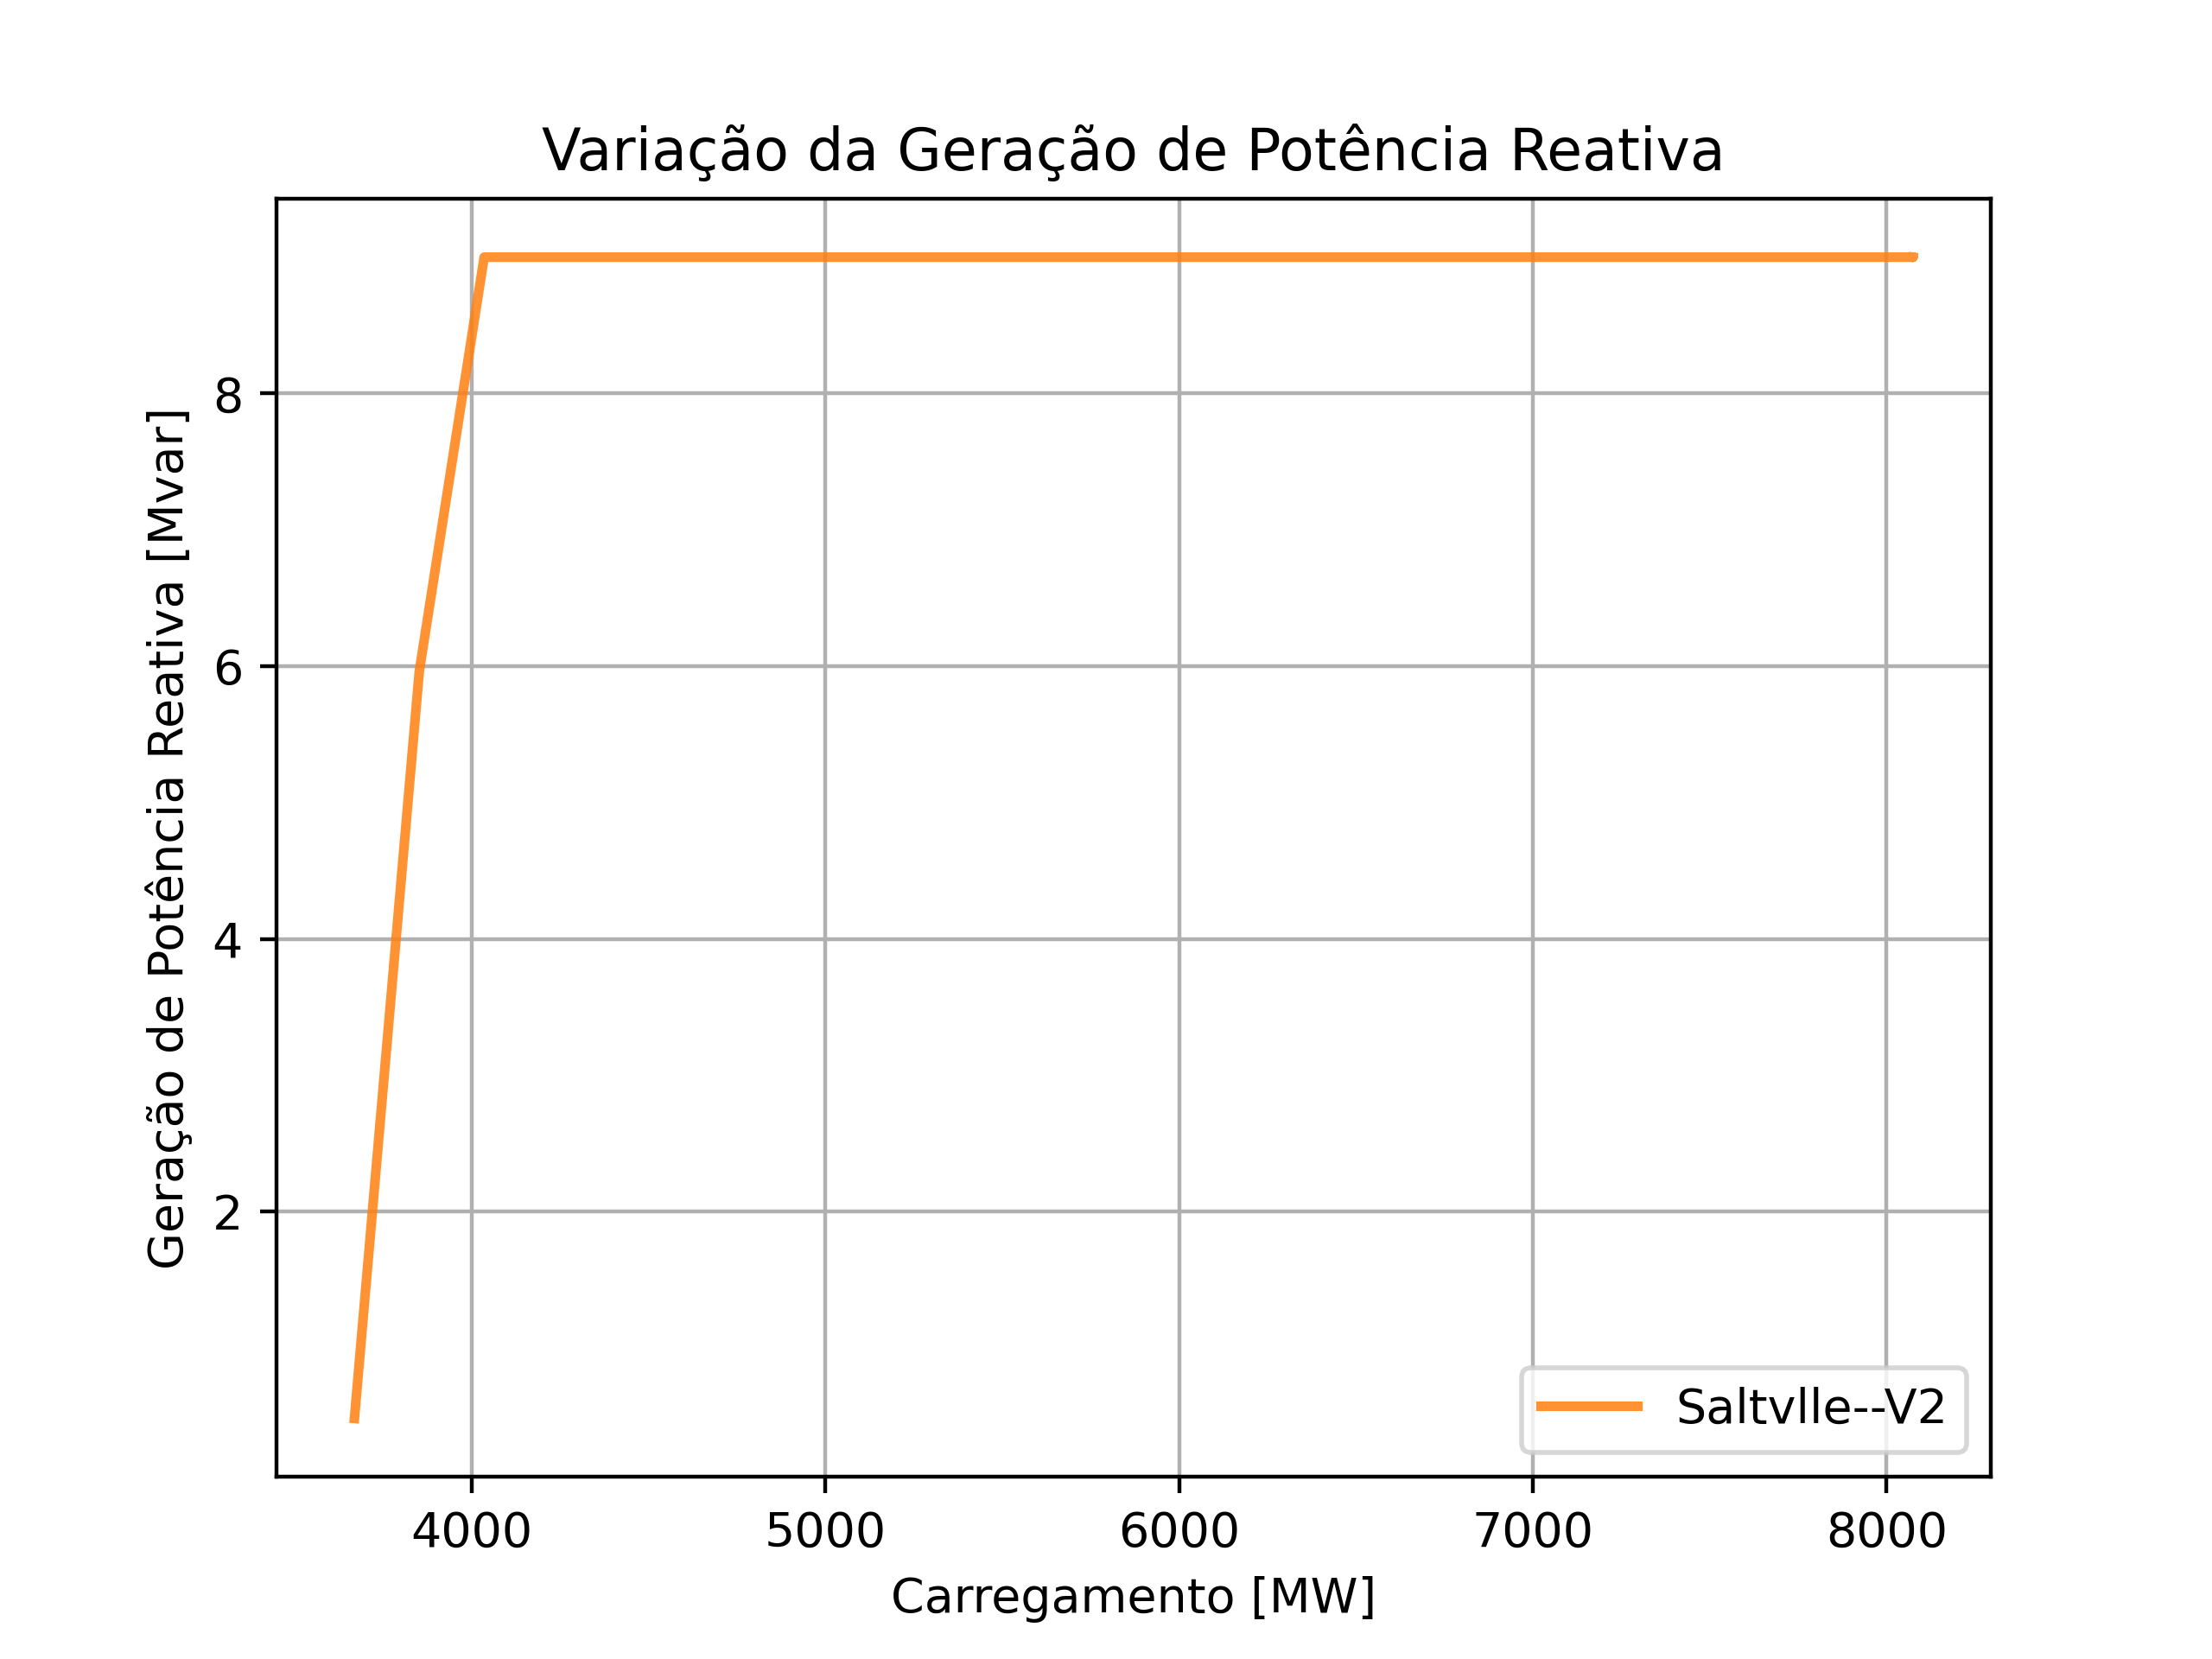 Variação da Geração de Potência Reativa
Geração de Potência Reativa [Mvar]
8
6
4
2
Saltvlle--V2
4000 5000 6000 7000 8000
Carregamento [MW]